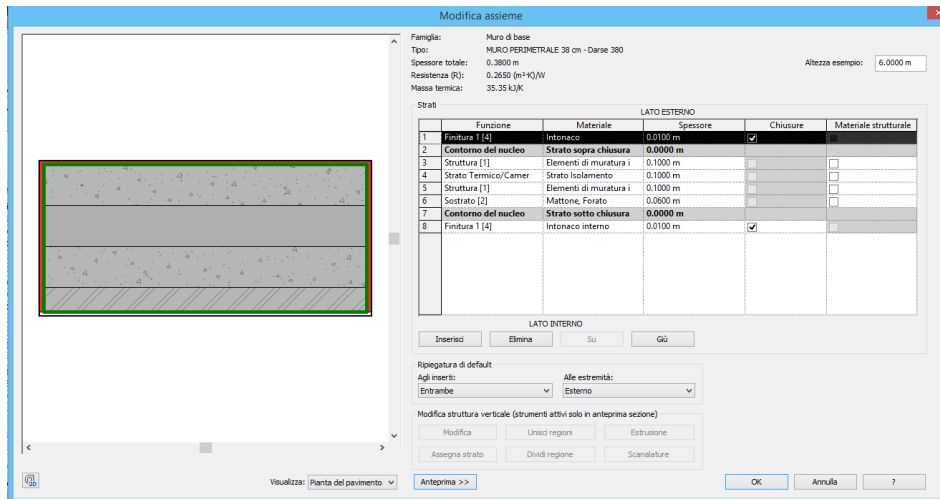 Modifica assieme
Famiglia: Muro di base
Tipo: MURO PERIMETRALE 38 cm - Darse 380
Spessore totale: 0.3800 m
Altezza esempio: 6.0000 m
Resistenza (R): 0.2650 (m²·K)/W
Massa termica: 35.35 kJ/K
Strati
LATO ESTERNO
Funzione Materiale Spessore Chiusure Materiale strutturale
1 Finitura 1 [4] Intonaco 0.0100 m
2 Contorno del nucleo Strato sopra chiusura 0.0000 m
3 Struttura [1] Elementi di muratura i 0.1000 m
4 Strato Termico/Camer Strato Isolamento 0.1000 m
5 Struttura [1] Elementi di muratura i 0.1000 m
6 Sostrato [2] Mattone, Forato 0.0600 m
7 Contorno del nucleo Strato sotto chiusura 0.0000 m
8 Finitura 1 [4] Intonaco interno 0.0100 m
LATO INTERNO
Inserisci Elimina Su Giù
Ripiegatura di default
Agli inserti: Alle estremità:
Entrambe Esterno
Modifica struttura verticale (strumenti attivi solo in anteprima sezione)
Modifica Unisci regioni Estrusione
Assegna strato Dividi regione Scanalature
2D Visualizza: Pianta del pavimento Anteprima >> OK Annulla ?